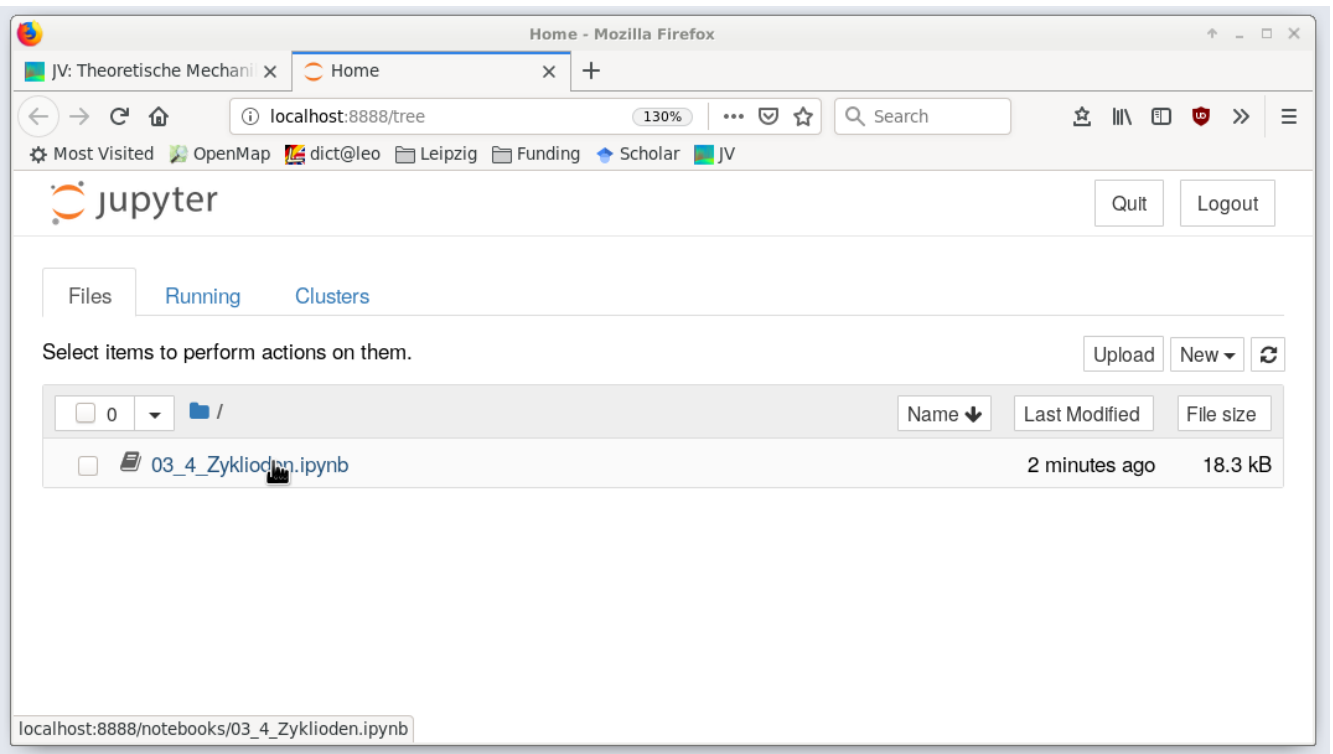 Home - Mozilla Firefox
JV: Theoretische Mechani Home
localhost:8888/tree 130% Search
Most Visited OpenMap dict@leo Leipzig Funding Scholar JV
jupyter Quit Logout
Files Running Clusters
Select items to perform actions on them. Upload New
0 / Name Last Modified File size
03_4_Zyklioden.ipynb 2 minutes ago 18.3 kB
localhost:8888/notebooks/03_4_Zyklioden.ipynb